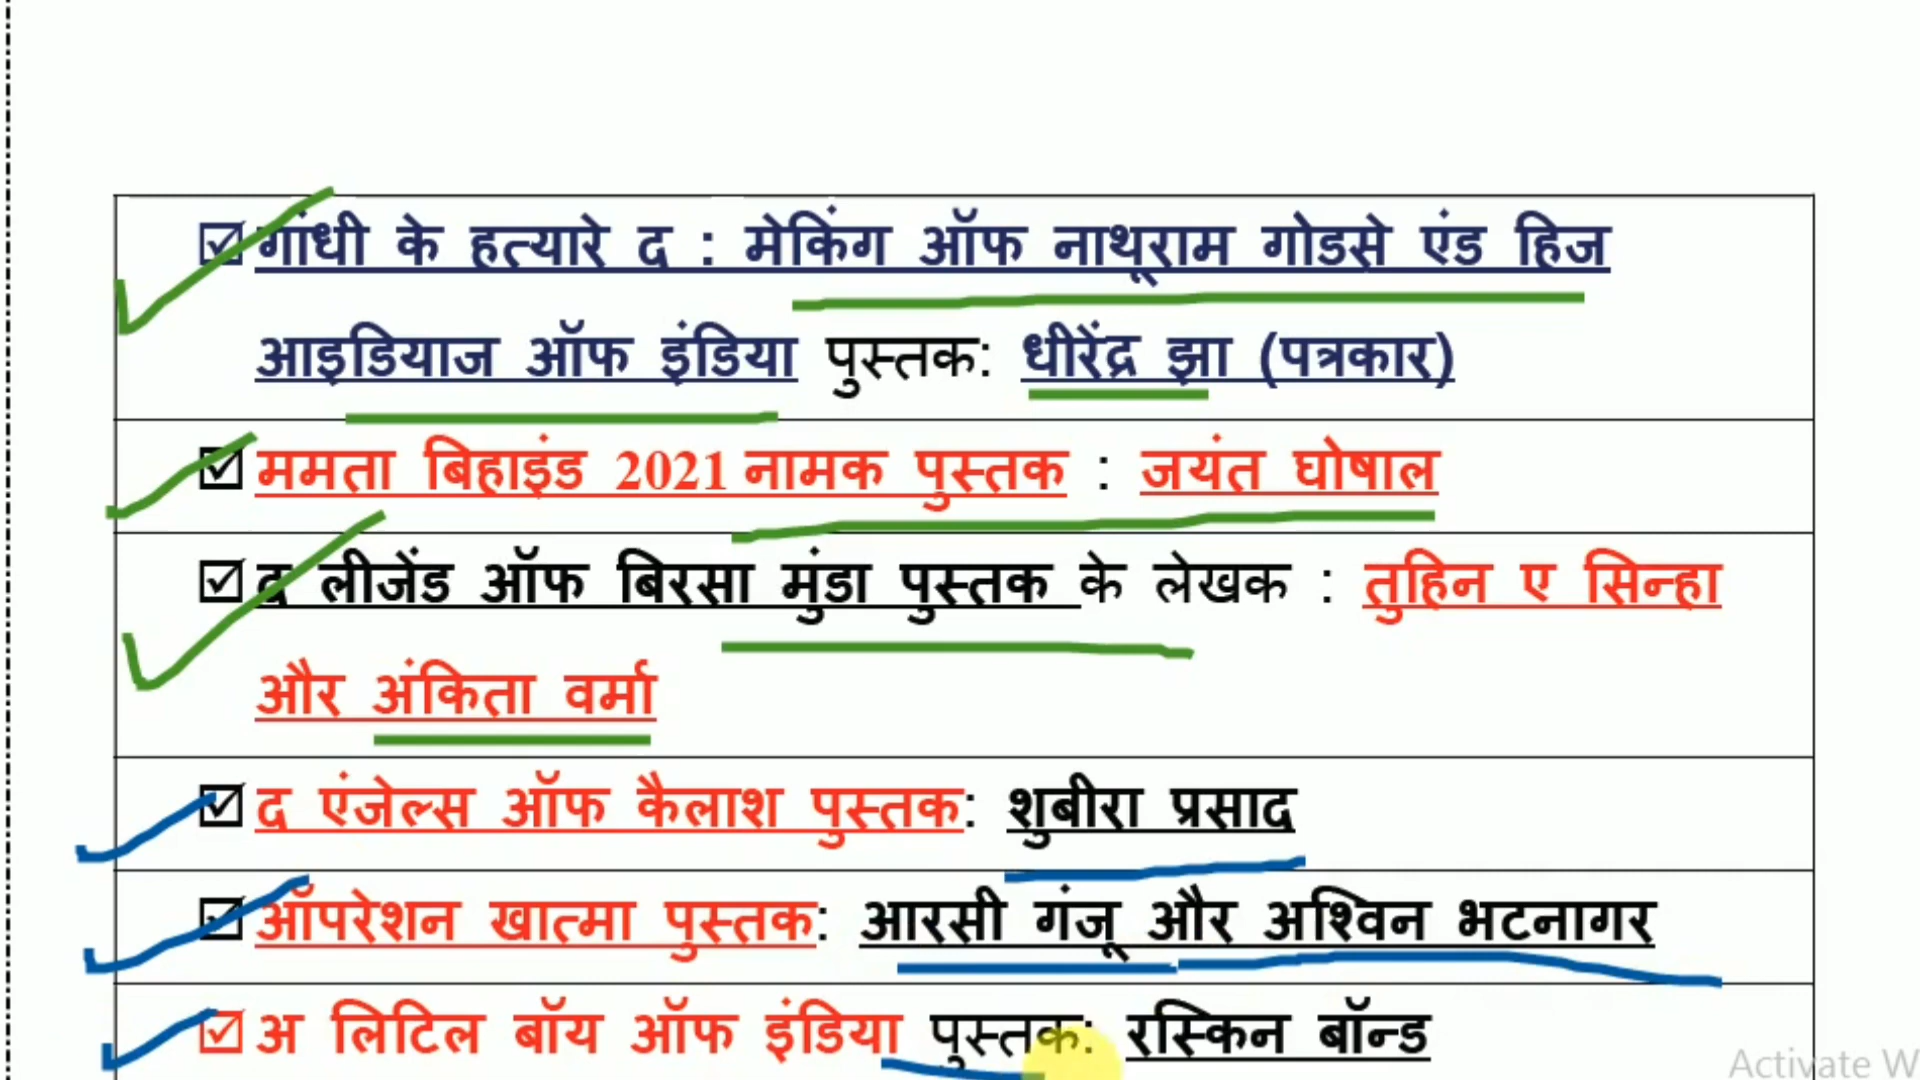 गांधी के हत्यारे द : मेकिंग ऑफ नाथूराम गोडसे एंड हिज
आइडियाज ऑफ इंडिया पुस्तक: धीरेंद्र झा (पत्रकार)
ममता बिहाइंड 2021 नामक पुस्तक : जयंत घोषाल
द लीजेंड ऑफ बिरसा मुंडा पुस्तक के लेखक : तुहिन ए सिन्हा
और अंकिता वर्मा
द एंजेल्स ऑफ कैलाश पुस्तक: शुबीरा प्रसाद
ऑपरेशन खात्मा पुस्तक: आरसी गंजू और अश्विन भटनागर
अ लिटिल बॉय ऑफ इंडिया पुस्तक: रस्किन बॉन्ड
Activate W